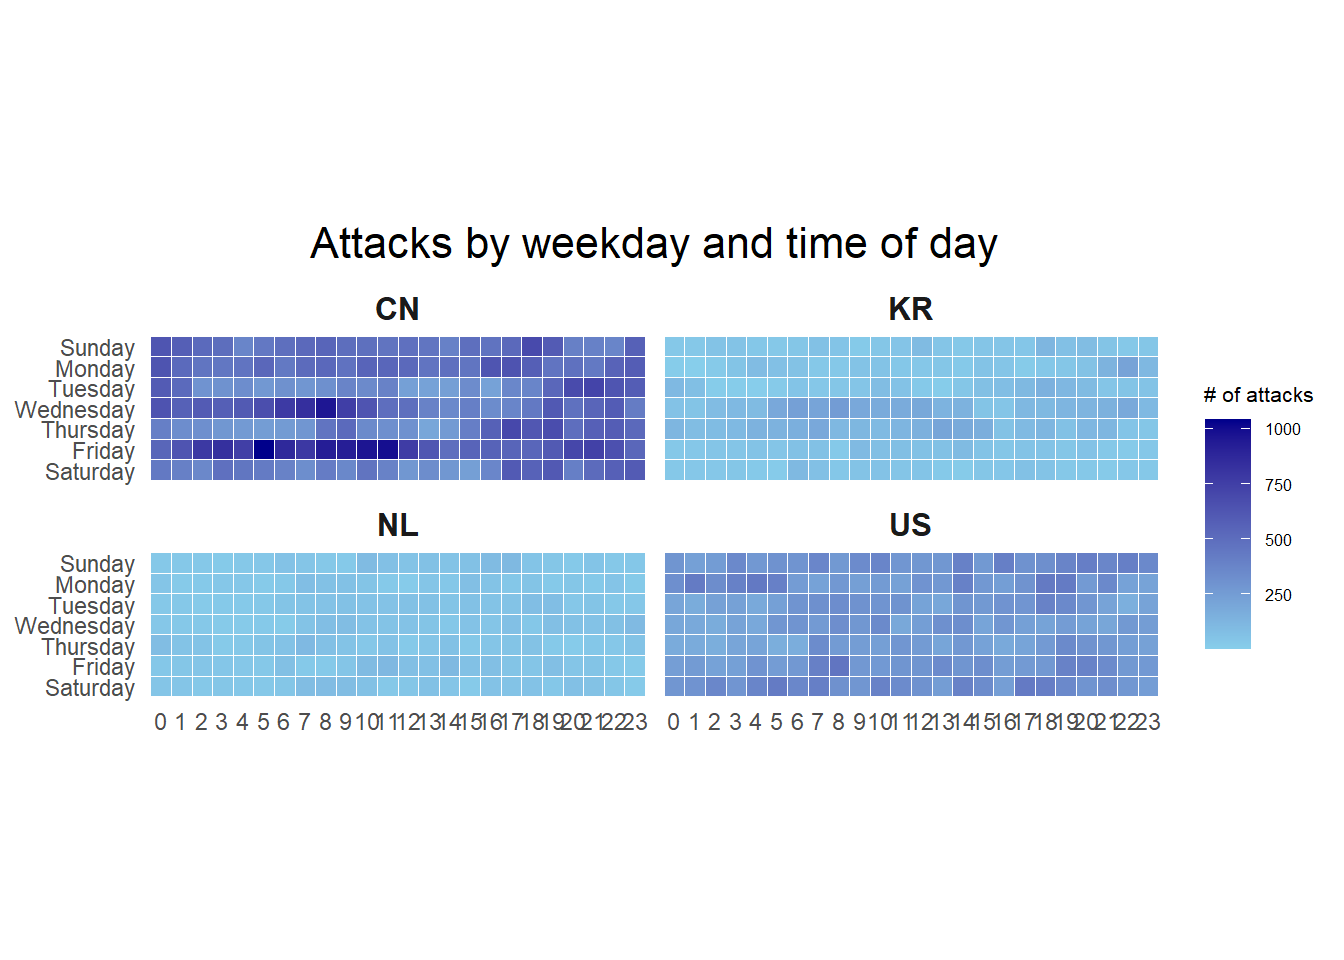 Attacks by weekday and time of day
CN
KR
Sunday
Monday
Tuesday
Wednesday
Thursday
Friday
Saturday
NL
US
Sunday
Monday
Tuesday
Wednesday
Thursday
Friday
Saturday
0 1 2 3 4 5 6 7 8 9 10 11 12 13 14 15 16 17 18 19 20 21 22 23
0 1 2 3 4 5 6 7 8 9 10 11 12 13 14 15 16 17 18 19 20 21 22 23
# of attacks
1000
750
500
250